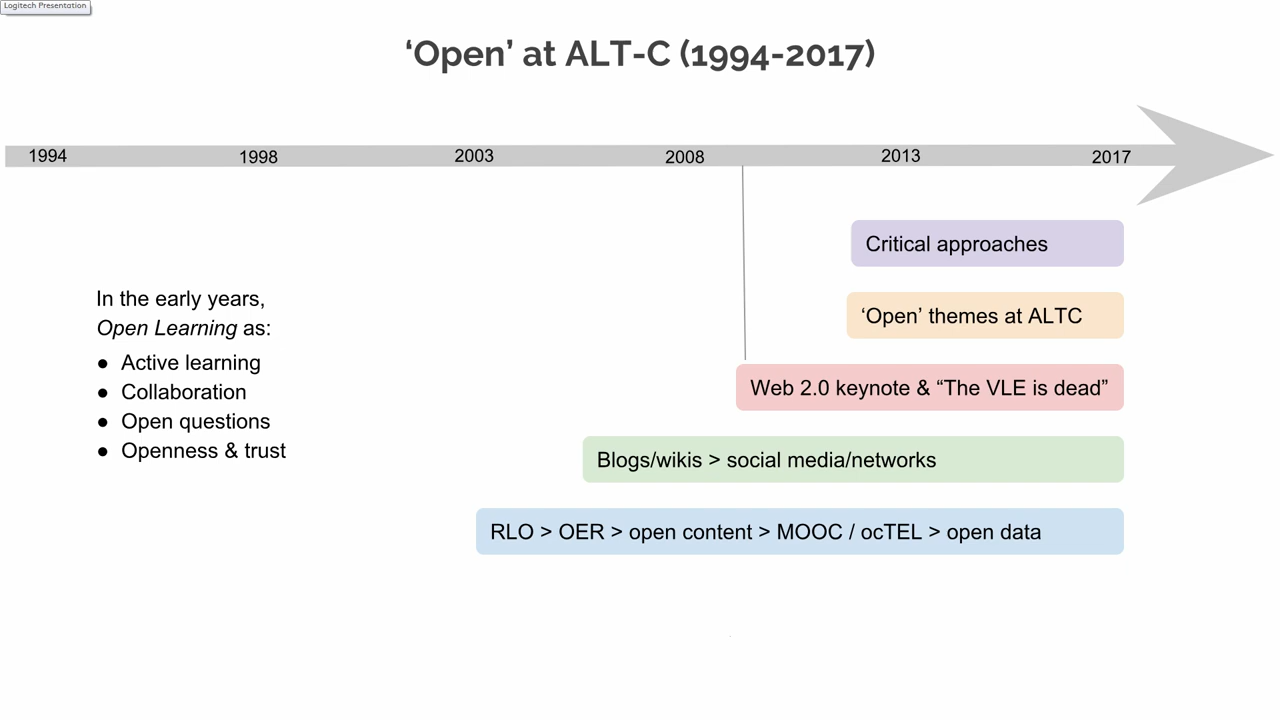 Logitech Presentation
‘Open’ at ALT-C (1994-2017)
1994 1998 2003 2008 2013 2017
Critical approaches
‘Open’ themes at ALTC
Web 2.0 keynote & “The VLE is dead”
Blogs/wikis > social media/networks
RLO > OER > open content > MOOC / ocTEL > open data
In the early years,
Open Learning as:
● Active learning
● Collaboration
● Open questions
● Openness & trust